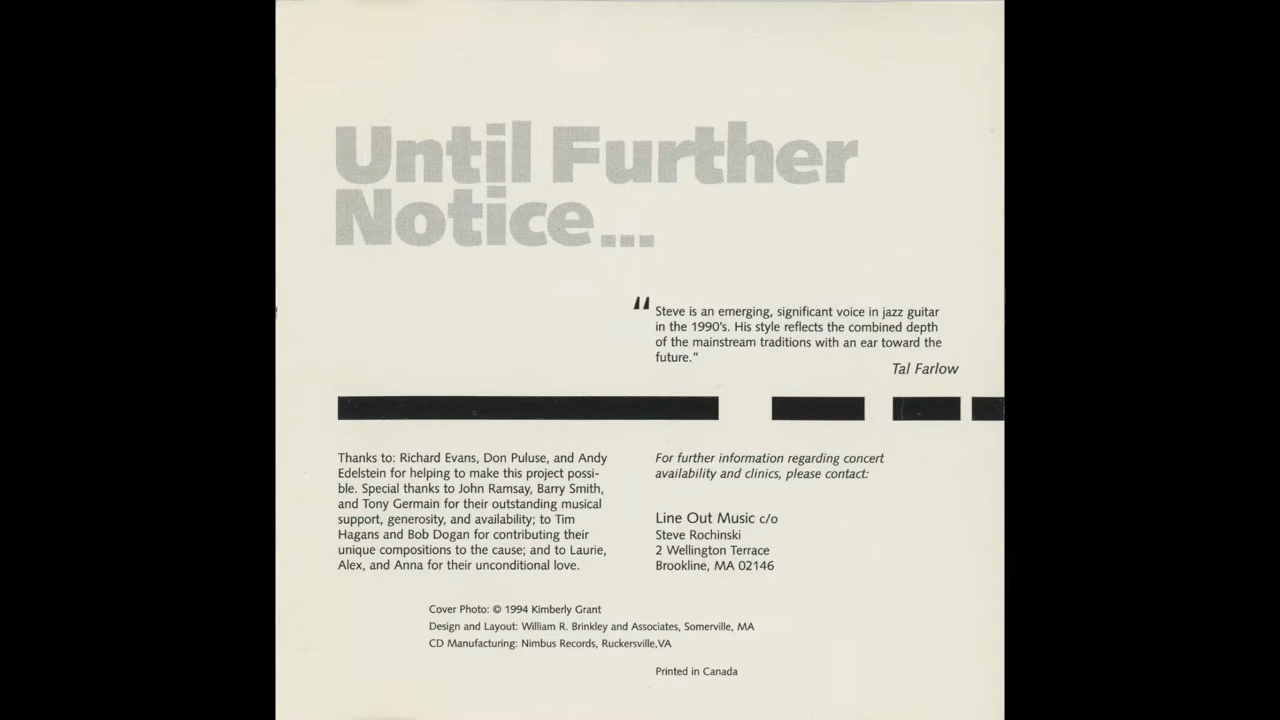 Until Further
Notice...
"Steve is an emerging, significant voice in jazz guitar
in the 1990's. His style reflects the combined depth
of the mainstream traditions with an ear toward the
future."
Tal Farlow
Thanks to: Richard Evans, Don Puluse, and Andy
Edelstein for helping to make this project possi-
ble. Special thanks to John Ramsay, Barry Smith,
and Tony Germain for their outstanding musical
support, generosity, and availability; to Tim
Hagans and Bob Dogan for contributing their
unique compositions to the cause; and to Laurie,
Alex, and Anna for their unconditional love.
For further information regarding concert
availability and clinics, please contact:
Line Out Music c/o
Steve Rochinski
2 Wellington Terrace
Brookline, MA 02146
Cover Photo: © 1994 Kimberly Grant
Design and Layout: William R. Brinkley and Associates, Somerville, MA
CD Manufacturing: Nimbus Records, Ruckersville,VA
Printed in Canada